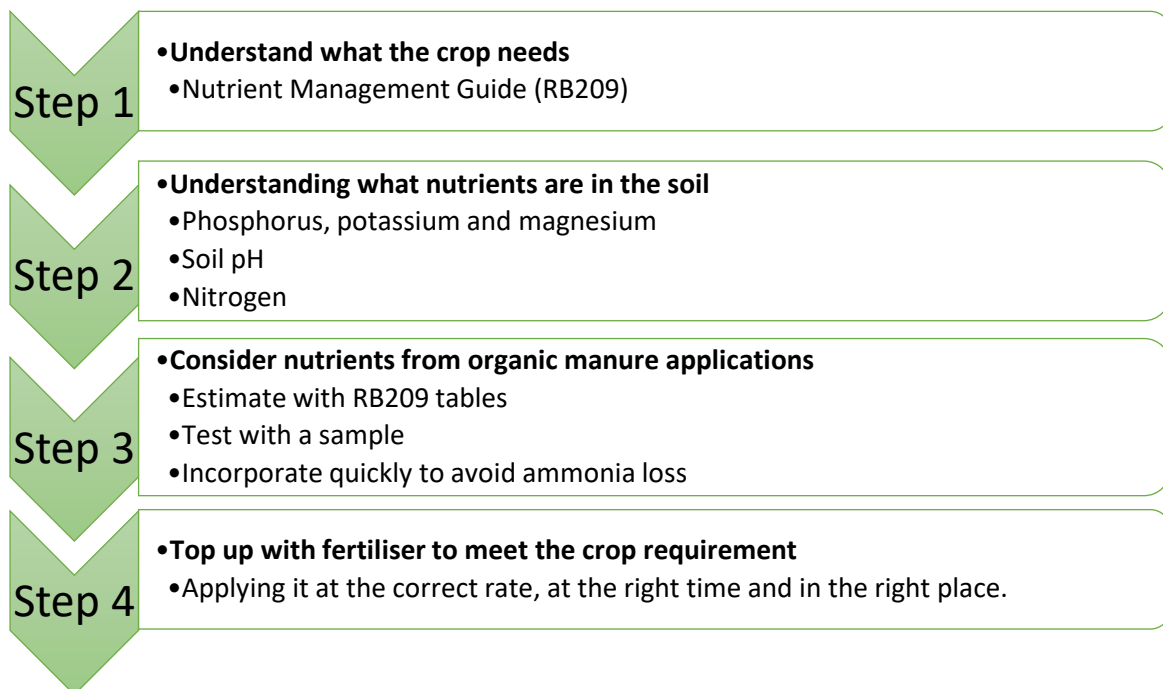 Step 1
•Understand what the crop needs
•Nutrient Management Guide (RB209)
Step 2
•Understanding what nutrients are in the soil
•Phosphorus, potassium and magnesium
•Soil pH
•Nitrogen
Step 3
•Consider nutrients from organic manure applications
•Estimate with RB209 tables
•Test with a sample
•Incorporate quickly to avoid ammonia loss
Step 4
•Top up with fertiliser to meet the crop requirement
•Applying it at the correct rate, at the right time and in the right place.